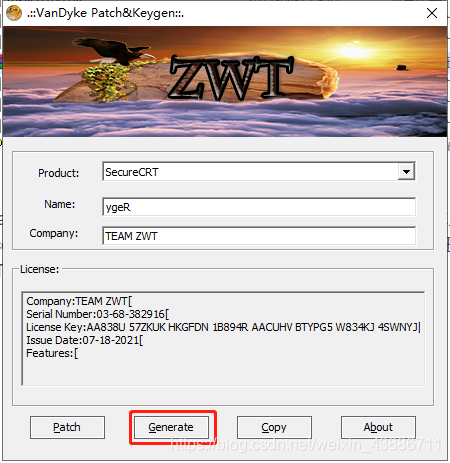 .::VanDyke Patch&Keygen::.
ZWT
Product: SecureCRT
Name: ygeR
Company: TEAM ZWT
License:
Company:TEAM ZWT[
Serial Number:03-68-382916[
License Key:AA838U 57ZKUK HKGFDN 1B894R AACUHV BTYPG5 W834KJ 4SWNYJ[
Issue Date:07-18-2021[
Features:[
Patch Generate Copy About
https://blog.csdn.net/weixin_43886711